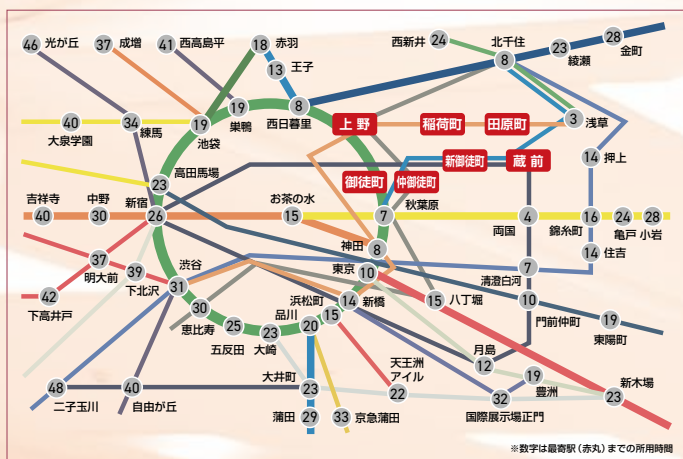 46 光が丘
37 成増
41 西高島平
18 赤羽
13 王子
西新井 24
北千住
8
23
綾瀬
28
金町
40
大泉学園
34
練馬
19
池袋
19
巣鴨
8
西日暮里
上野
稲荷町
田原町
3
浅草
高田馬場
23
新御徒町
蔵前
14 押上
御徒町
仲御徒町
吉祥寺
40
中野
30
新宿
26
お茶の水
15
7
秋葉原
4
両国
16
錦糸町
24
亀戸
28
小岩
神田 8
14
住吉
37
明大前
39
下北沢
渋谷
31
東京
10
7
清澄白河
42
下高井戸
30
恵比寿
25
五反田
23
大崎
浜松町
品川
20
15
14
新橋
15
八丁堀
10
門前仲町
19
東陽町
月島
12
48
二子玉川
40
自由が丘
大井町
23
天王洲
アイル
22
32
国際展示場正門
19
豊洲
新木場
23
蒲田
29
33
京急蒲田
※数字は最寄駅（赤丸）までの所用時間